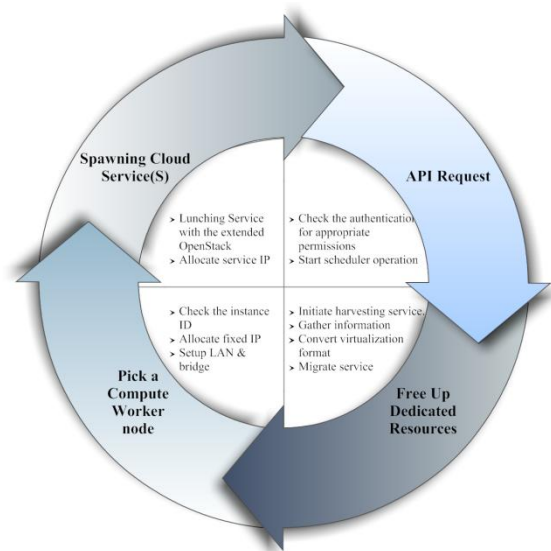 Spawning Cloud
Service(S)
API Request
➤ Lunching Service
with the extended
OpenStack
➤ Allocate service IP
➤ Check the authentication
for appropriate
permissions
➤ Start scheduler operation
➤ Check the instance
ID
➤ Allocate fixed IP
➤ Setup LAN &
bridge
➤ Initiate harvesting service
➤ Gather information
➤ Convert virtualization
format
➤ Migrate service
Pick a
Compute
Worker
node
Free Up
Dedicated
Resources